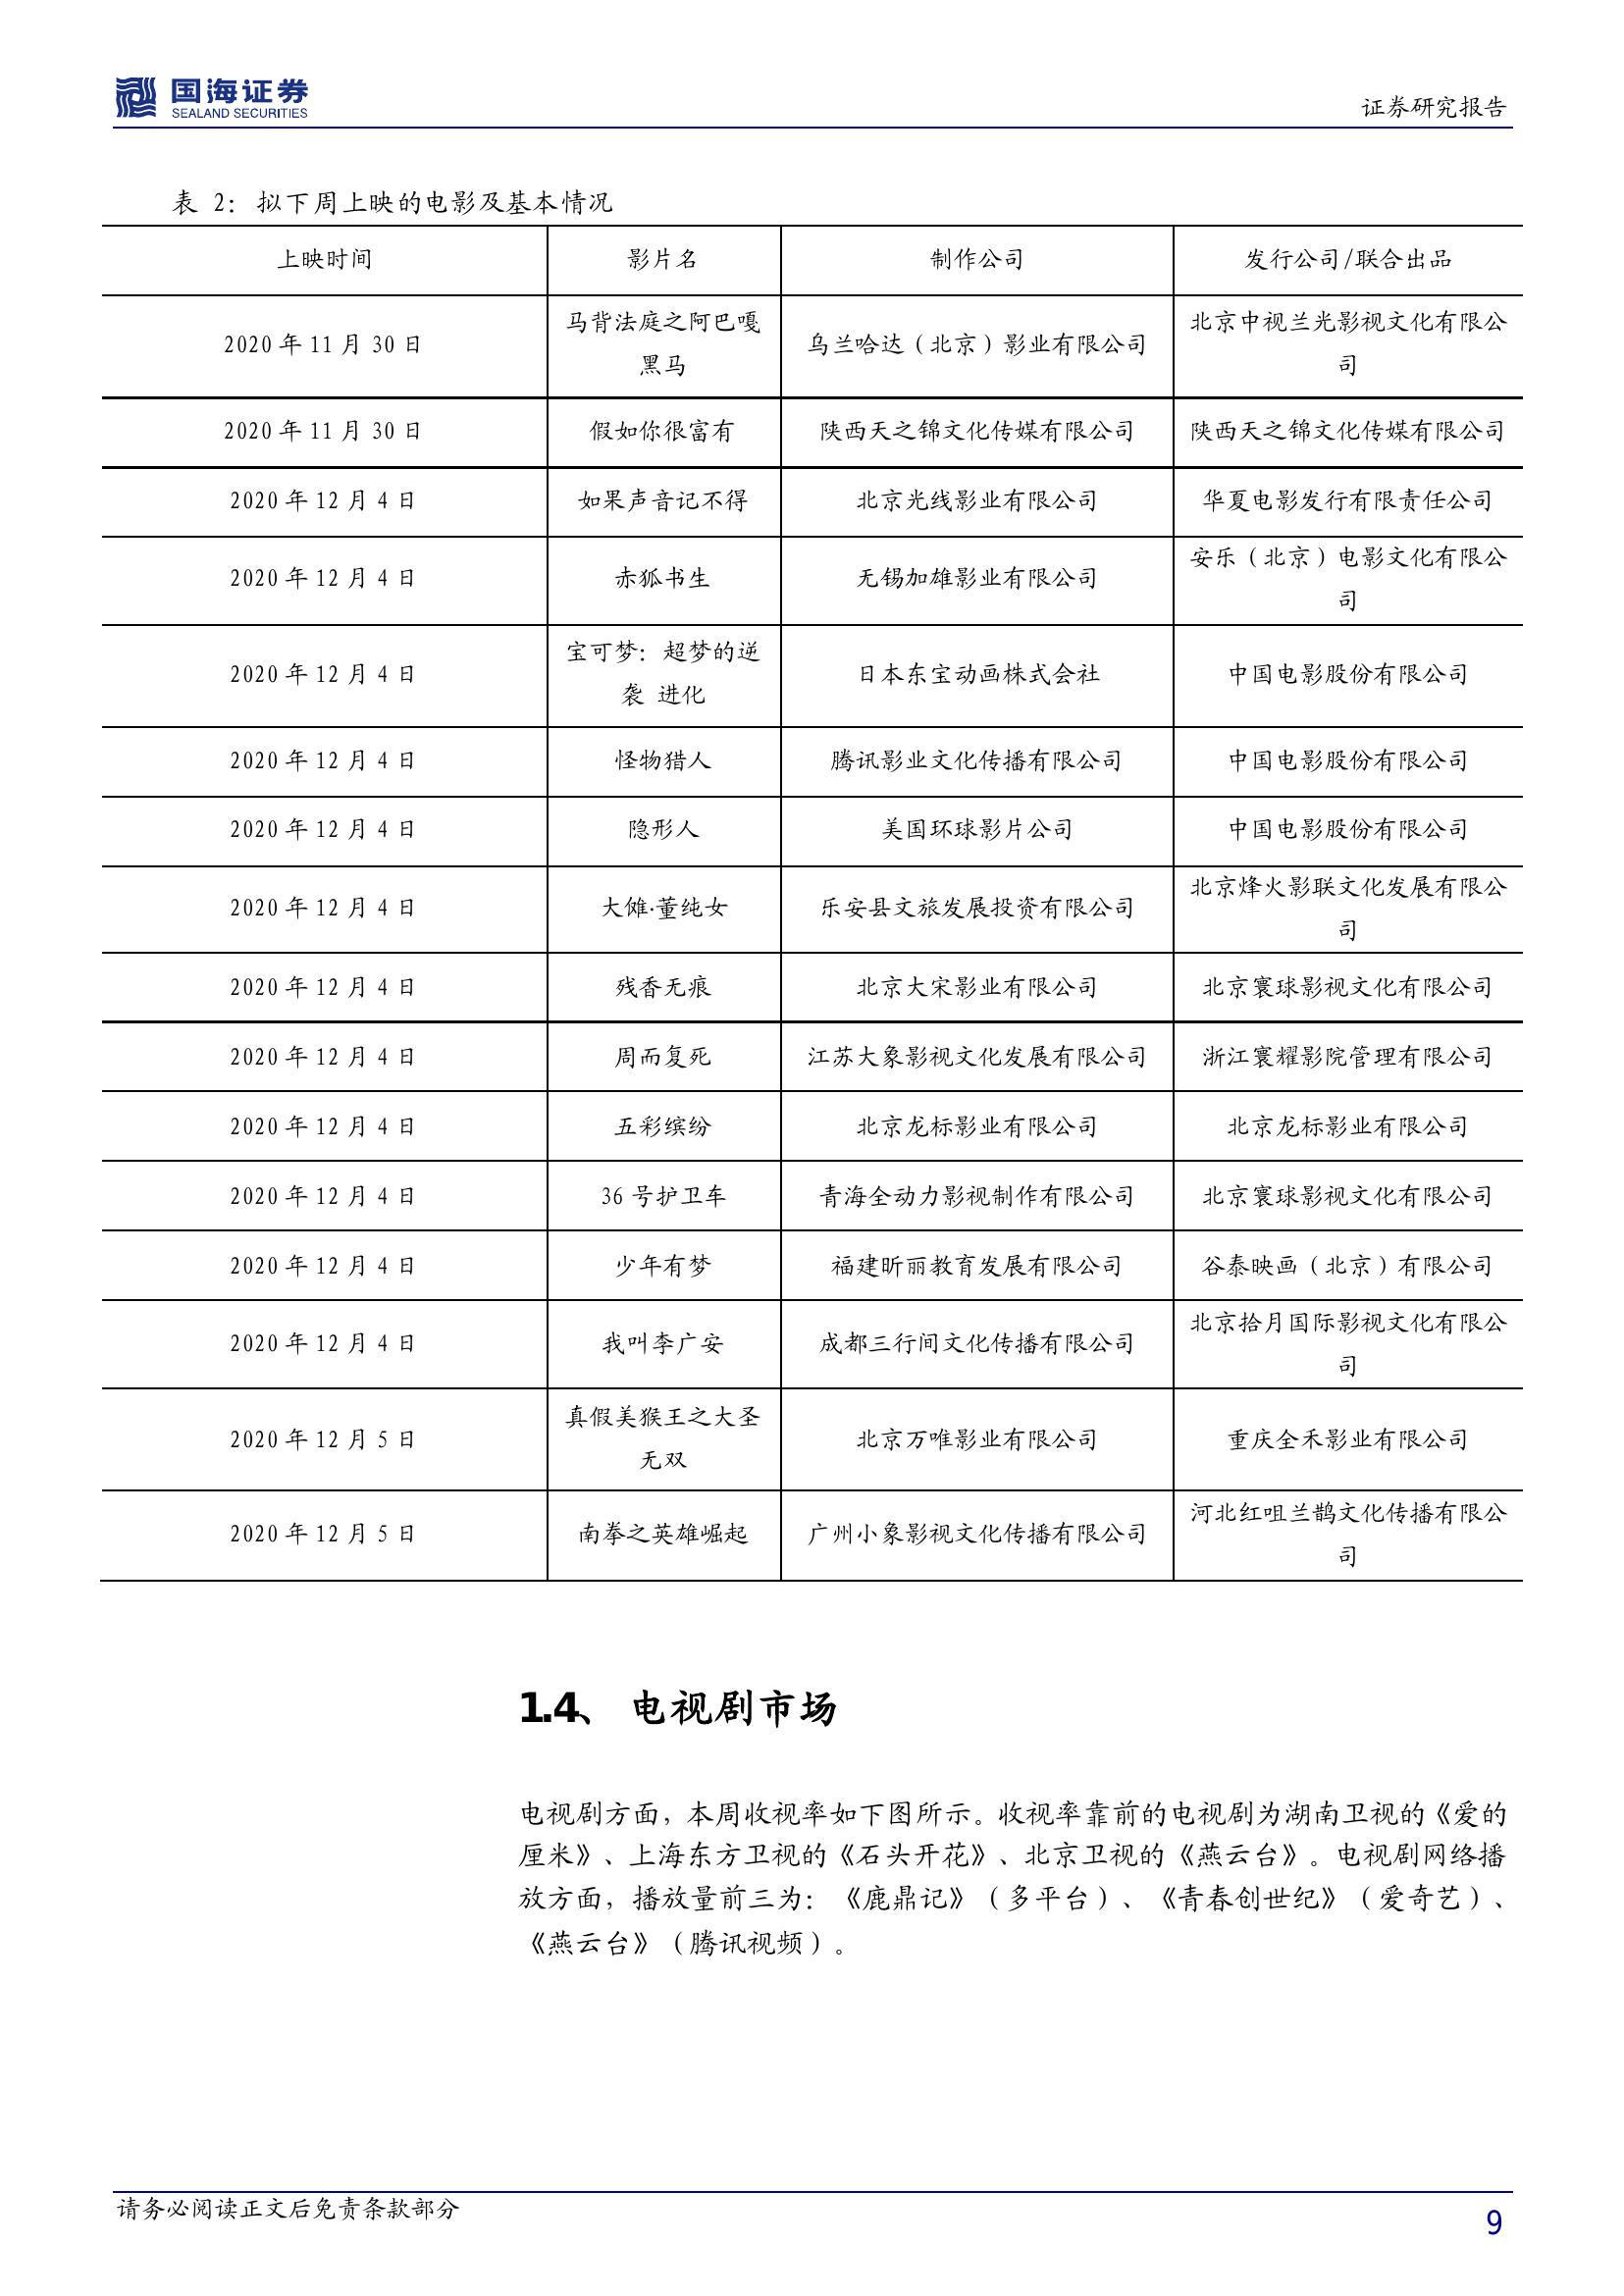 国海证券
SEALAND SECURITIES
证券研究报告
表 2：拟下周上映的电影及基本情况
上映时间 影片名 制作公司 发行公司/联合出品
2020 年 11 月 30 日 马背法庭之阿巴嘎黑马 乌兰哈达（北京）影业有限公司 北京中视兰光影视文化有限公司
2020 年 11 月 30 日 假如你很富有 陕西天之锦文化传媒有限公司 陕西天之锦文化传媒有限公司
2020 年 12 月 4 日 如果声音记不得 北京光线影业有限公司 华夏电影发行有限责任公司
2020 年 12 月 4 日 赤狐书生 无锡加雄影业有限公司 安乐（北京）电影文化有限公司
2020 年 12 月 4 日 宝可梦：超梦的逆袭 进化 日本东宝动画株式会社 中国电影股份有限公司
2020 年 12 月 4 日 怪物猎人 腾讯影业文化传播有限公司 中国电影股份有限公司
2020 年 12 月 4 日 隐形人 美国环球影片公司 中国电影股份有限公司
2020 年 12 月 4 日 大傩·董纯女 乐安县文旅发展投资有限公司 北京烽火影联文化发展有限公司
2020 年 12 月 4 日 残香无痕 北京大宋影业有限公司 北京寰球影视文化有限公司
2020 年 12 月 4 日 周而复死 江苏大象影视文化发展有限公司 浙江寰耀影院管理有限公司
2020 年 12 月 4 日 五彩缤纷 北京龙标影业有限公司 北京龙标影业有限公司
2020 年 12 月 4 日 36 号护卫车 青海全动力影视制作有限公司 北京寰球影视文化有限公司
2020 年 12 月 4 日 少年有梦 福建昕丽教育发展有限公司 谷泰映画（北京）有限公司
2020 年 12 月 4 日 我叫李广安 成都三行间文化传播有限公司 北京拾月国际影视文化有限公司
2020 年 12 月 5 日 真假美猴王之大圣无双 北京万唯影业有限公司 重庆全禾影业有限公司
2020 年 12 月 5 日 南拳之英雄崛起 广州小象影视文化传播有限公司 河北红咀兰鹊文化传播有限公司
1.4、 电视剧市场
电视剧方面，本周收视率如下图所示。收视率靠前的电视剧为湖南卫视的《爱的
厘米》、上海东方卫视的《石头开花》、北京卫视的《燕云台》。电视剧网络播
放方面，播放量前三为：《鹿鼎记》（多平台）、《青春创世纪》（爱奇艺）、
《燕云台》（腾讯视频）。
请务必阅读正文后免责条款部分
9